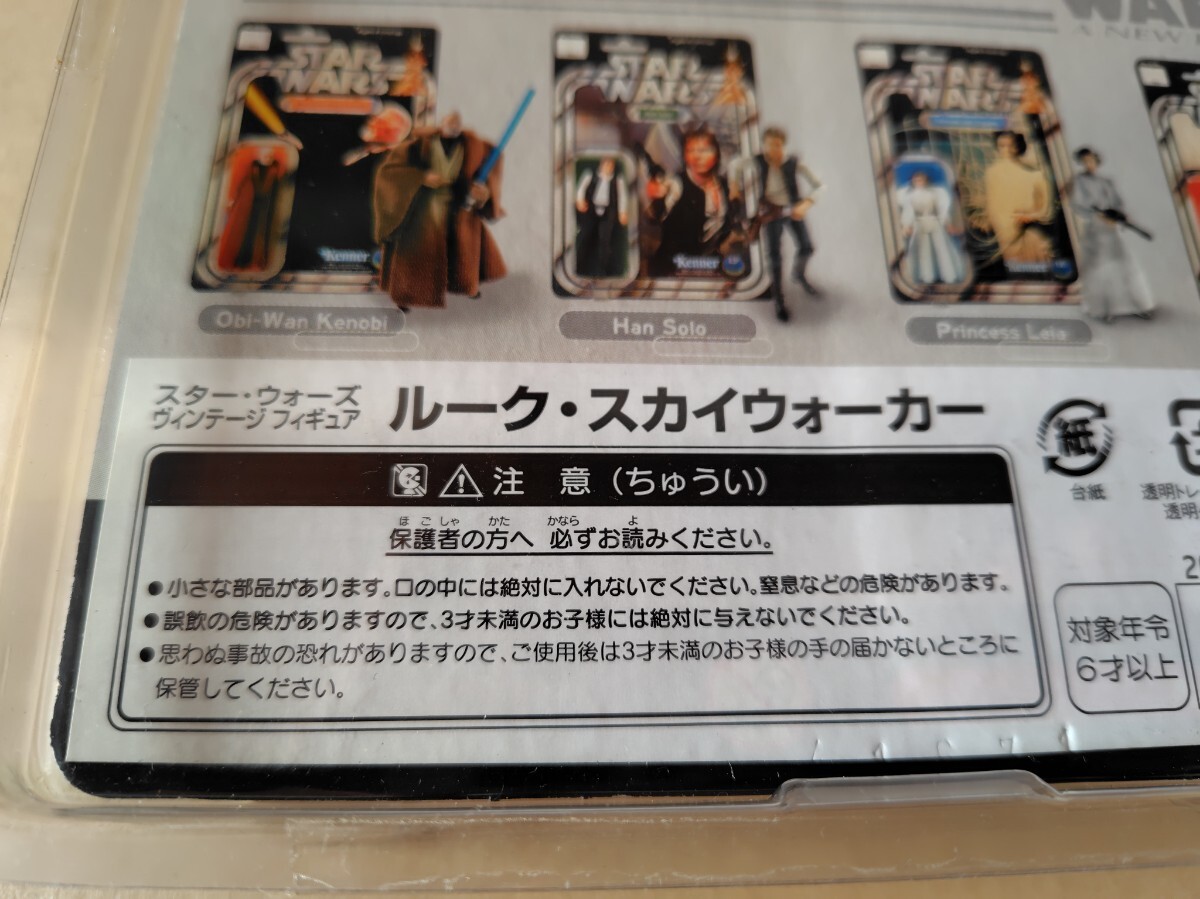 WAR
A NEW
STAR WARS
STAR WARS
STAR WARS
Kenner
Kenner
Kenner
Obi-Wan Kenobi
Han Solo
Princess Leia
スター・ウォーズ
ヴィンテージ フィギュア
ルーク・スカイウォーカー
注 意(ちゅうい)
ほごしゃ かた かなら よ
保護者の方へ 必ずお読みください。
●小さな部品があります。口の中には絶対に入れないでください。窒息などの危険があります。
●誤飲の危険がありますので、3才未満のお子様には絶対に与えないでください。
●思わぬ事故の恐れがありますので、ご使用後は3才未満のお子様の手の届かないところに
保管してください。
紙
台紙
透明トレ
透明
対象年令
6才以上